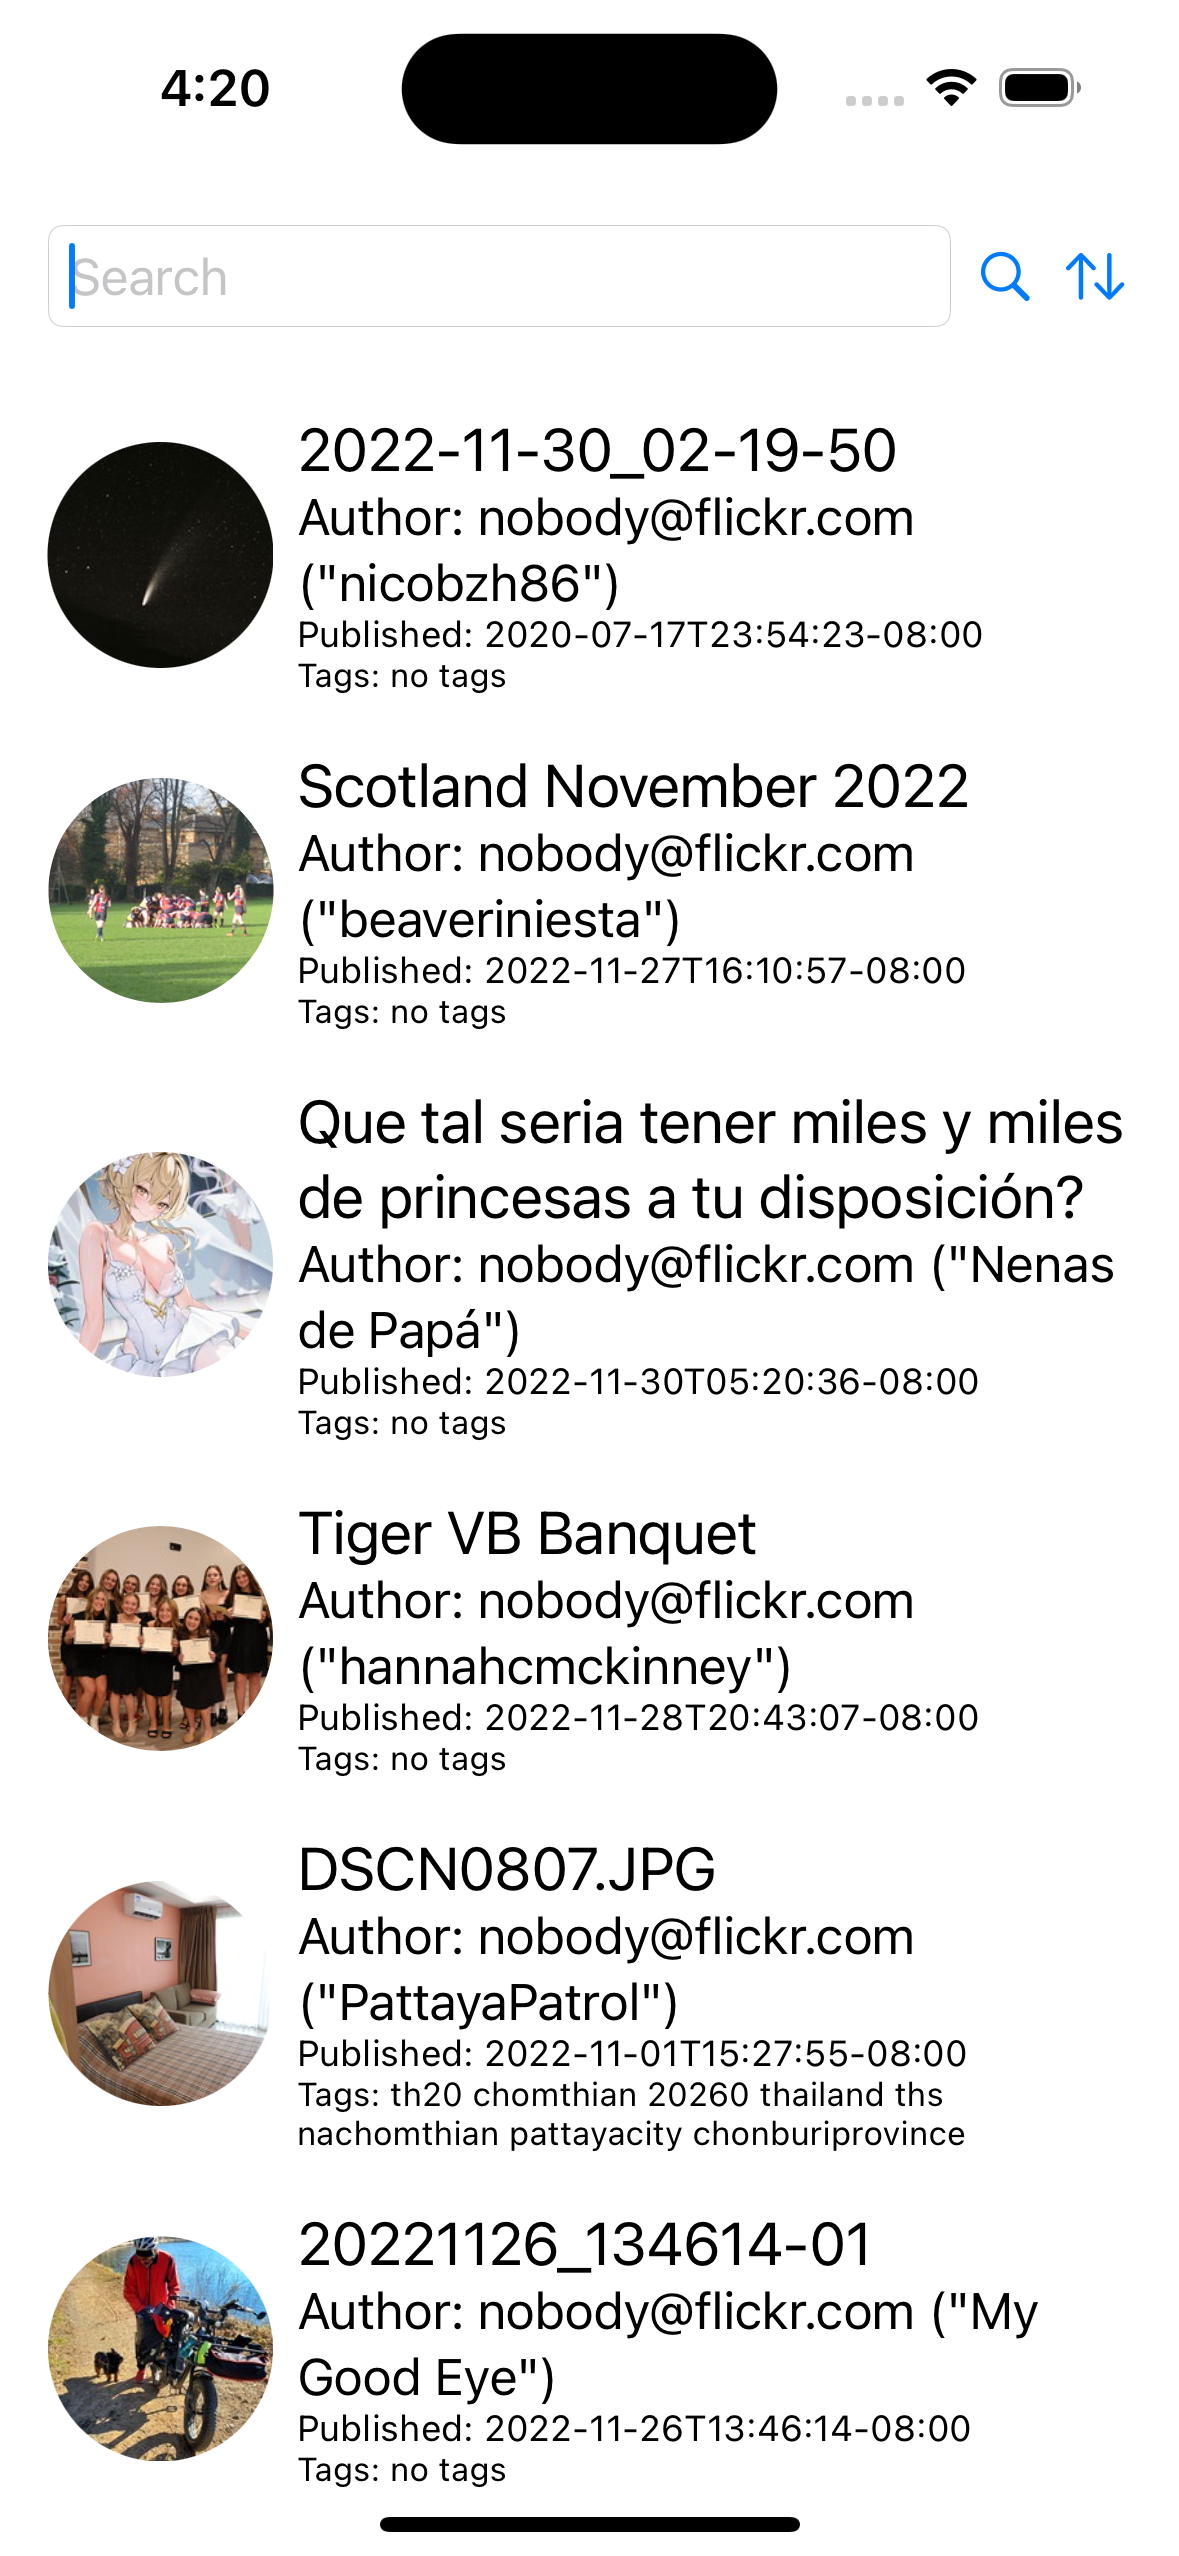 4:20
Search
2022-11-30_02-19-50
Author: nobody@flickr.com
("nicobzh86")
Published: 2020-07-17T23:54:23-08:00
Tags: no tags
Scotland November 2022
Author: nobody@flickr.com
("beaveriniesta")
Published: 2022-11-27T16:10:57-08:00
Tags: no tags
Que tal seria tener miles y miles
de princesas a tu disposición?
Author: nobody@flickr.com ("Nenas
de Papá")
Published: 2022-11-30T05:20:36-08:00
Tags: no tags
Tiger VB Banquet
Author: nobody@flickr.com
("hannahcmckinney")
Published: 2022-11-28T20:43:07-08:00
Tags: no tags
DSCN0807.JPG
Author: nobody@flickr.com
("PattayaPatrol")
Published: 2022-11-01T15:27:55-08:00
Tags: th20 chomthian 20260 thailand ths
nachomthian pattayacity chonburiprovince
20221126_134614-01
Author: nobody@flickr.com ("My
Good Eye")
Published: 2022-11-26T13:46:14-08:00
Tags: no tags